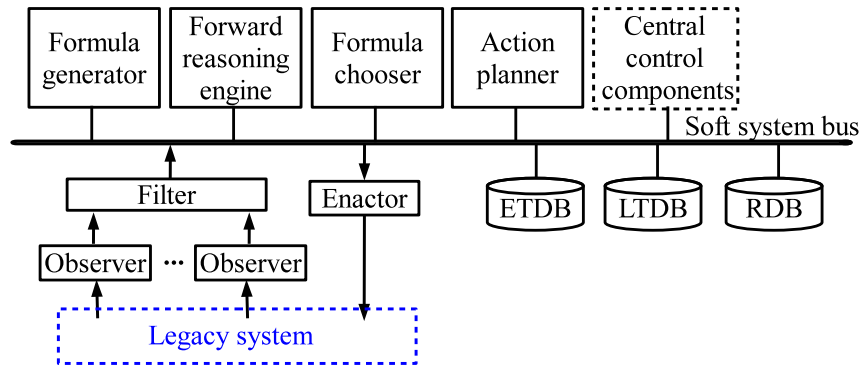 Formula
generator
Forward
reasoning
engine
Formula
chooser
Action
planner
Central
control
components
Soft system bus
Filter
Enactor
ETDB
LTDB
RDB
Observer
...
Observer
Legacy system